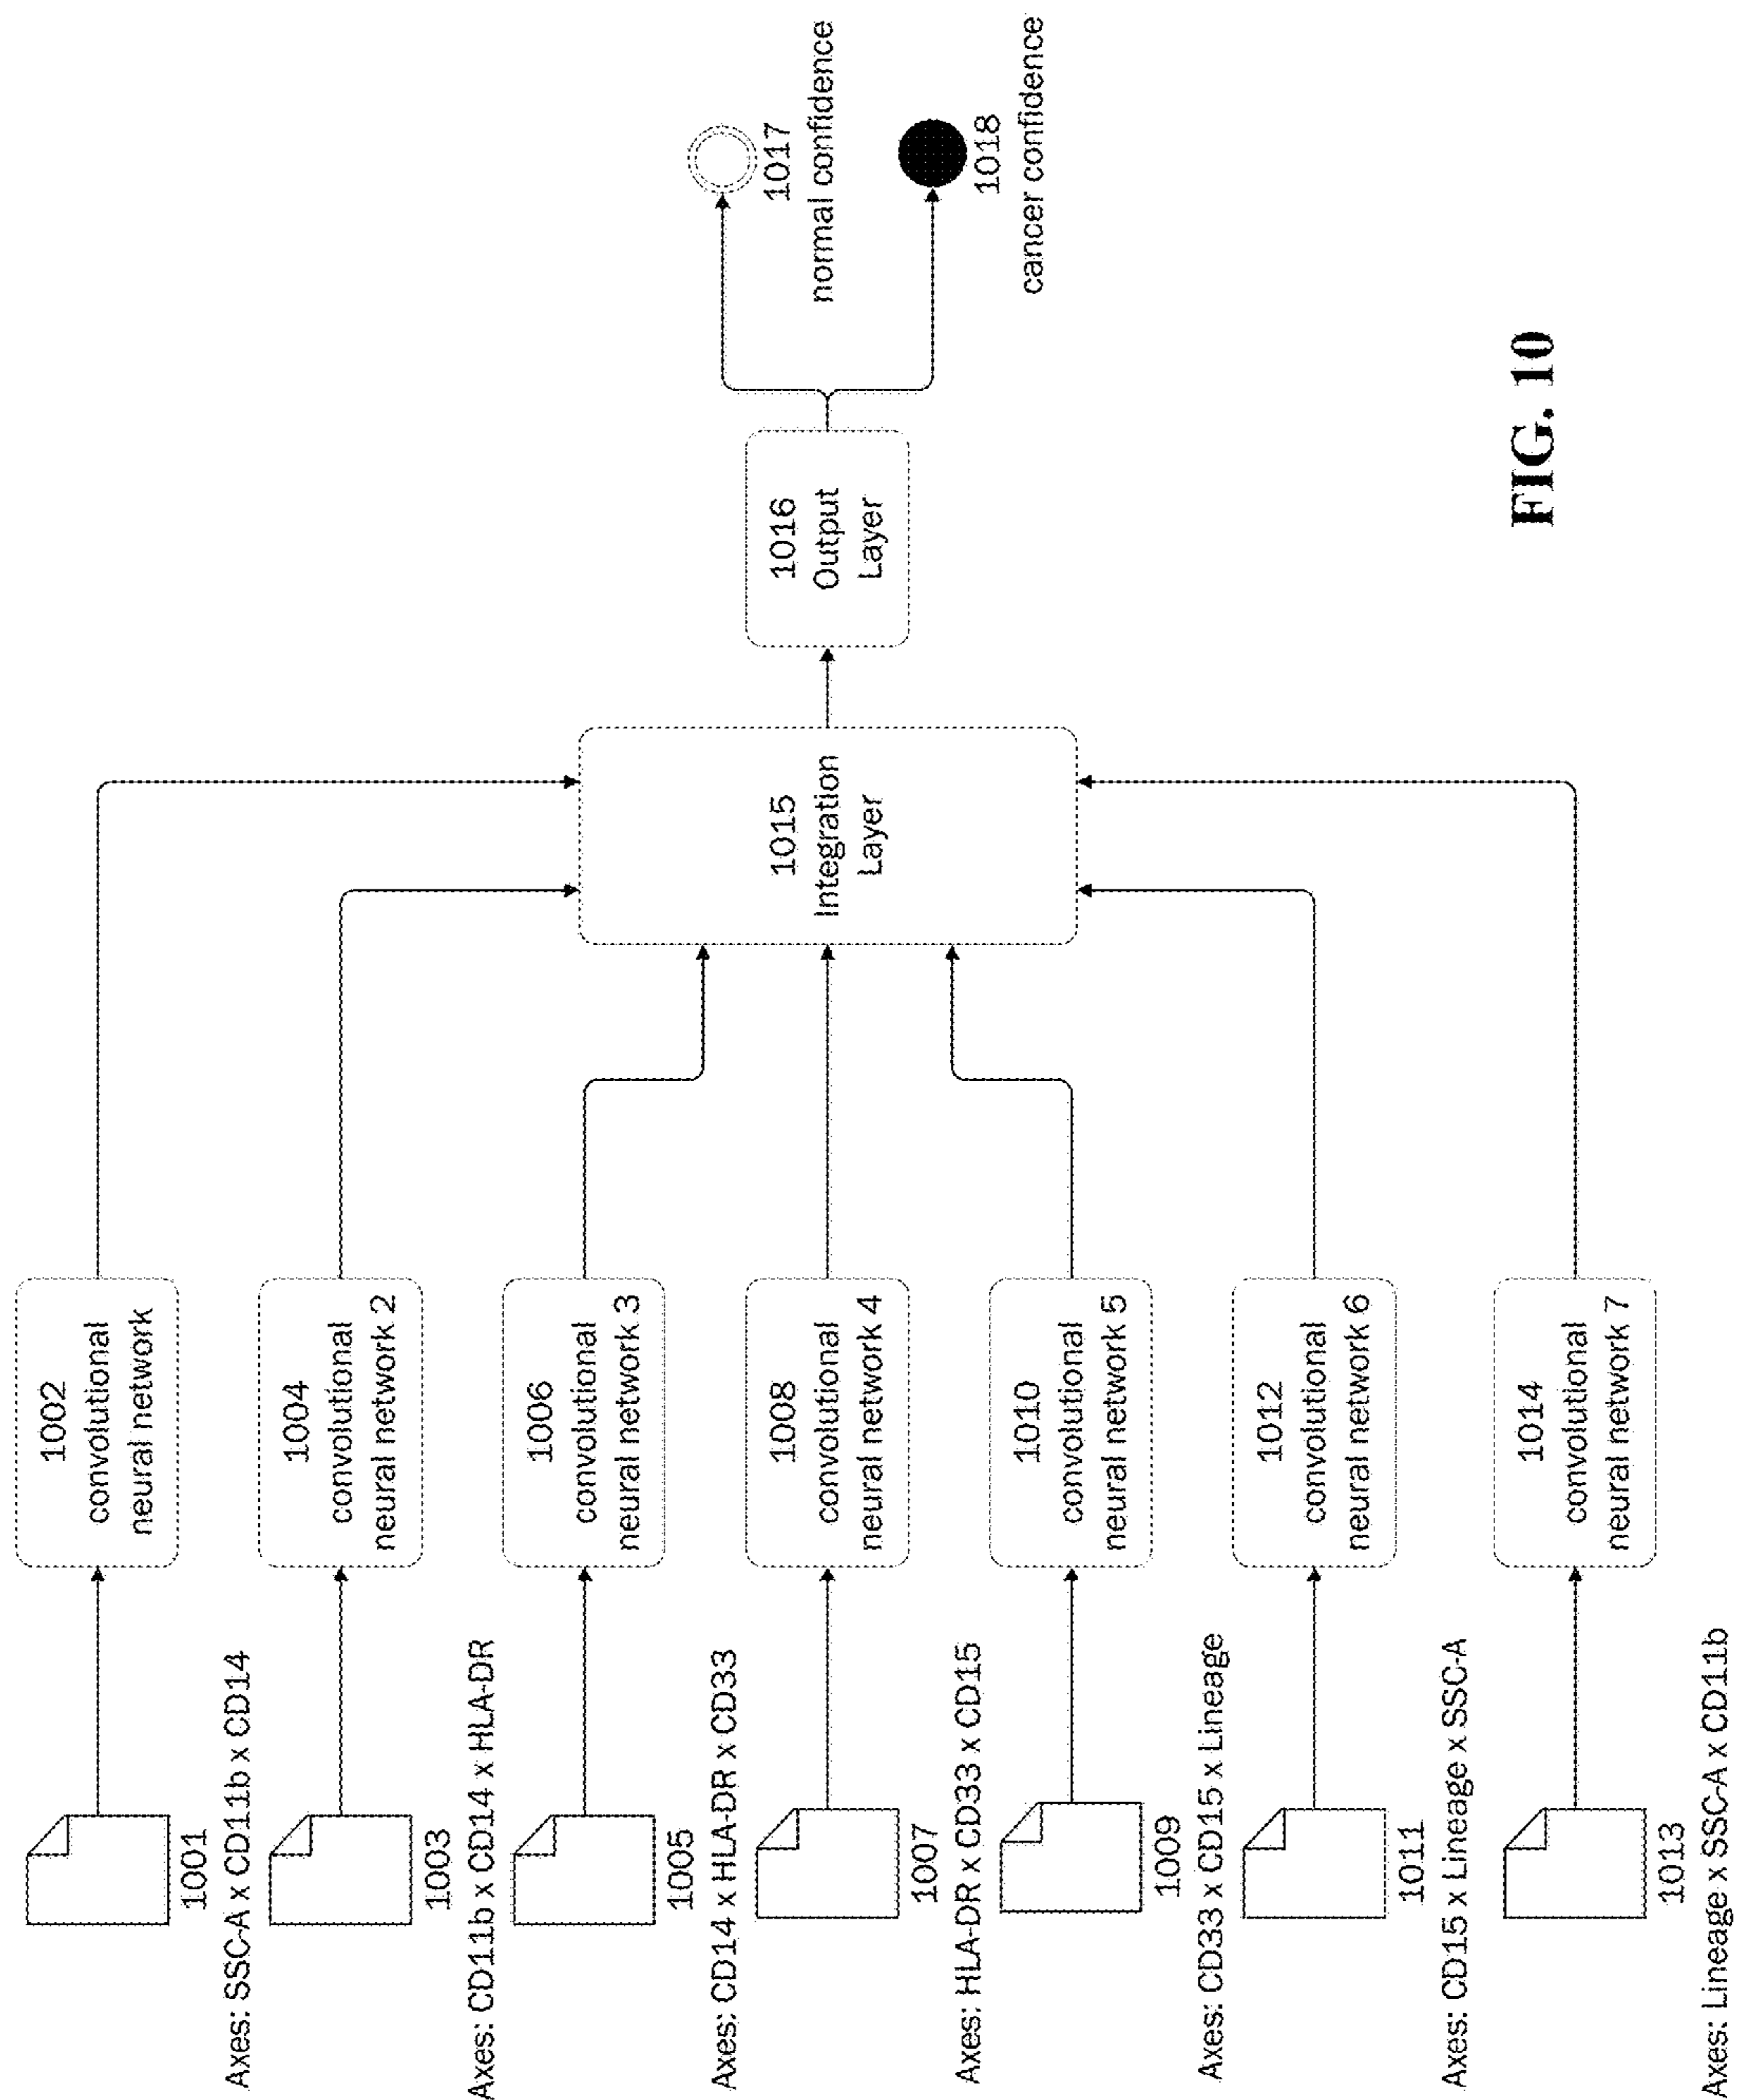 1001
Axes: SSC-A x CD11b x CD14
1002
convolutional
neural network
1003
Axes: CD11b x CD14 x HLA-DR
1004
convolutional
neural network 2
1005
Axes: CD14 x HLA-DR x CD33
1006
convolutional
neural network 3
1007
Axes: HLA-DR x CD33 x CD15
1008
convolutional
neural network 4
1009
Axes: CD33 x CD15 x Lineage
1010
convolutional
neural network 5
1011
Axes: CD15 x Lineage x SSC-A
1012
convolutional
neural network 6
1013
Axes: Lineage x SSC-A x CD11b
1014
convolutional
neural network 7
1015
Integration
Layer
1016
Output
Layer
1017
normal confidence
1018
cancer confidence
FIG. 10